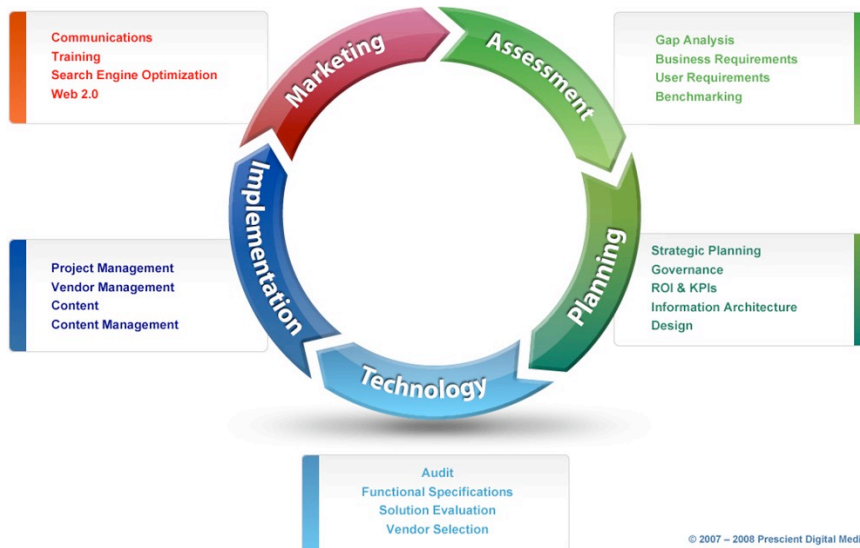 Marketing
Communications
Training
Search Engine Optimization
Web 2.0
Assessment
Gap Analysis
Business Requirements
User Requirements
Benchmarking
Planning
Strategic Planning
Governance
ROI & KPIs
Information Architecture
Design
Technology
Audit
Functional Specifications
Solution Evaluation
Vendor Selection
Implementation
Project Management
Vendor Management
Content
Content Management
© 2007 – 2008 Prescient Digital Medi